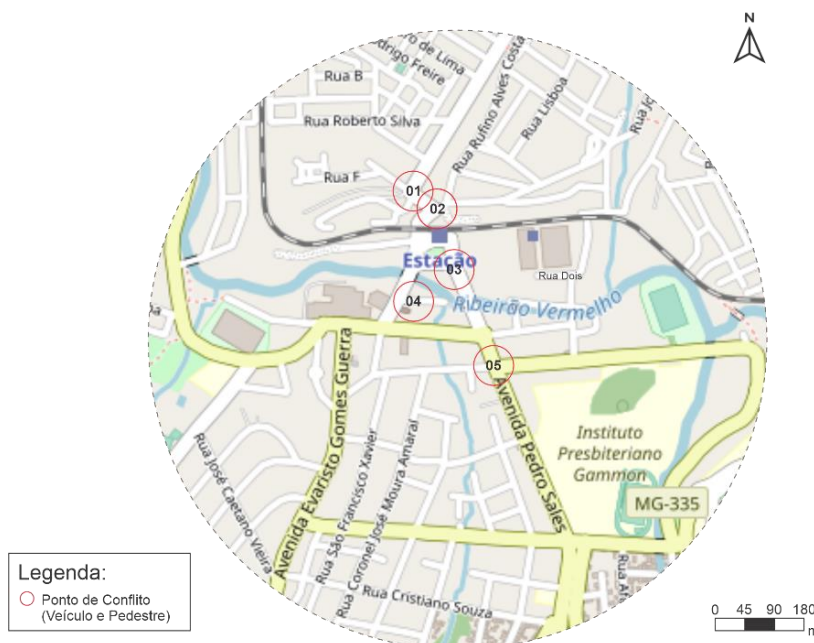 N
Rua B
Rua Roberto Silva
Rua F
Rua Rufino Alves Costa
Rua Lisboa
de Lima
Freire
01
02
Estação
03
04
05
Rua Dois
Ribeirão Vermelho
Avenida Evaristo Gomes Guerra
Rua São Francisco Xavier
Rua Coronel José Moura Amaral
Rua José Caetano Vieira
Avenida Pedro Sales
Instituto
Presbiteriano
Gammon
MG-335
Rua Cristiano Souza
Legenda:
Ponto de Conflito
(Veículo e Pedestre)
0 45 90 180